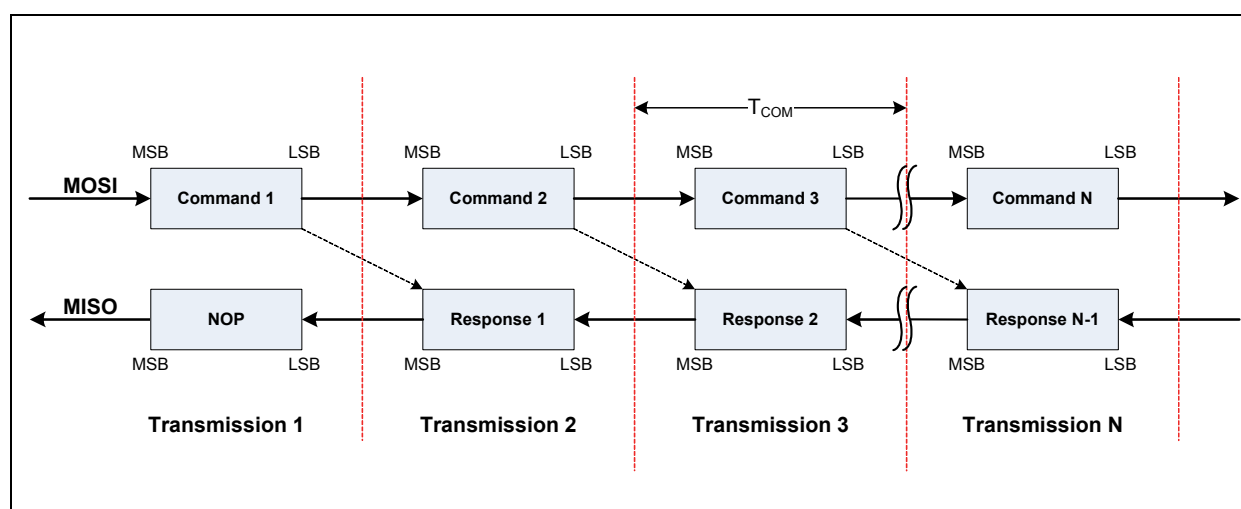 T_COM
MSB LSB MSB LSB MSB LSB MSB LSB
MOSI Command 1 Command 2 Command 3 Command N
MISO NOP Response 1 Response 2 Response N-1
MSB LSB MSB LSB MSB LSB MSB LSB
Transmission 1 Transmission 2 Transmission 3 Transmission N